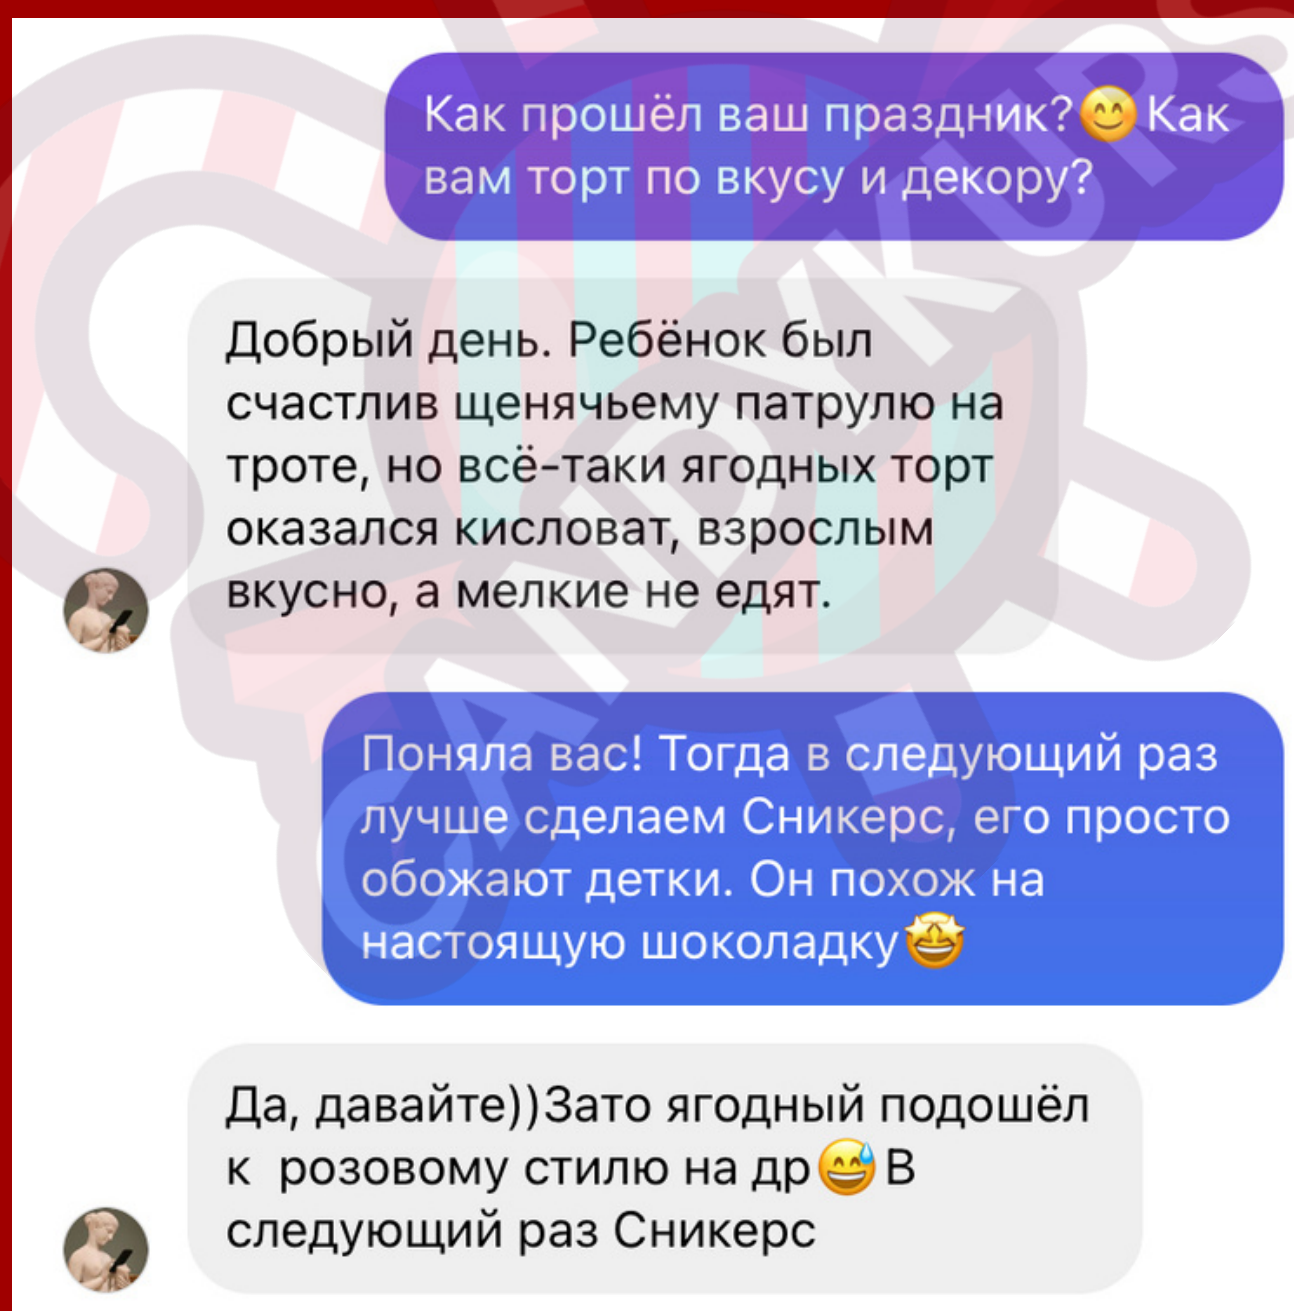 Как прошёл ваш праздник?😊 Как
вам торт по вкусу и декору?
Добрый день. Ребёнок был
счастлив щенячьему патрулю на
троте, но всё-таки ягодных торт
оказался кисловат, взрослым
вкусно, а мелкие не едят.
Поняла вас! Тогда в следующий раз
лучше сделаем Сникерс, его просто
обожают детки. Он похож на
настоящую шоколадку🤩
Да, давайте))Зато ягодный подошёл
к  розовому стилю на др😅 В
следующий раз Сникерс
CANDYKURS